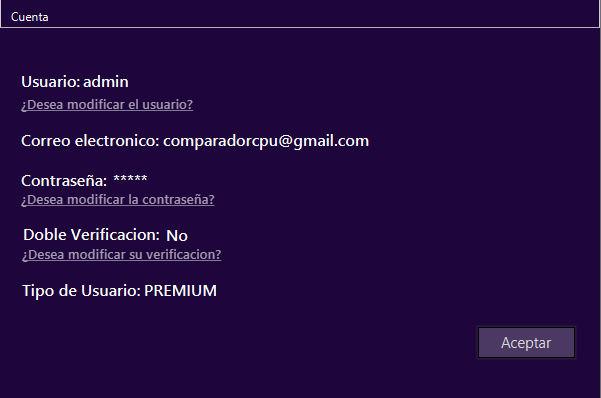 Cuenta
Usuario: admin
¿Desea modificar el usuario?
Correo electronico: comparadorcpu@gmail.com
Contraseña: *****
¿Desea modificar la contraseña?
Doble Verificacion: No
¿Desea modificar su verificacion?
Tipo de Usuario: PREMIUM
Aceptar